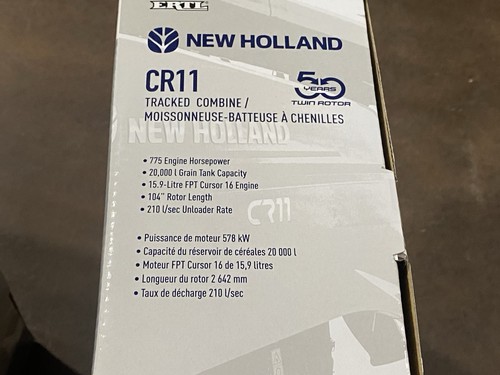 ERTL
NEW HOLLAND
CR11
50
YEARS
TWIN ROTOR
TRACKED COMBINE /
MOISSONNEUSE-BATTEUSE À CHENILLES
NEW HOLLAND
• 775 Engine Horsepower
• 20,000 l Grain Tank Capacity
• 15.9-Litre FPT Cursor 16 Engine
• 104" Rotor Length
• 210 l/sec Unloader Rate
CR11
• Puissance de moteur 578 kW
• Capacité du réservoir de céréales 20 000 l
• Moteur FPT Cursor 16 de 15,9 litres
• Longueur du rotor 2 642 mm
• Taux de décharge 210 l/sec